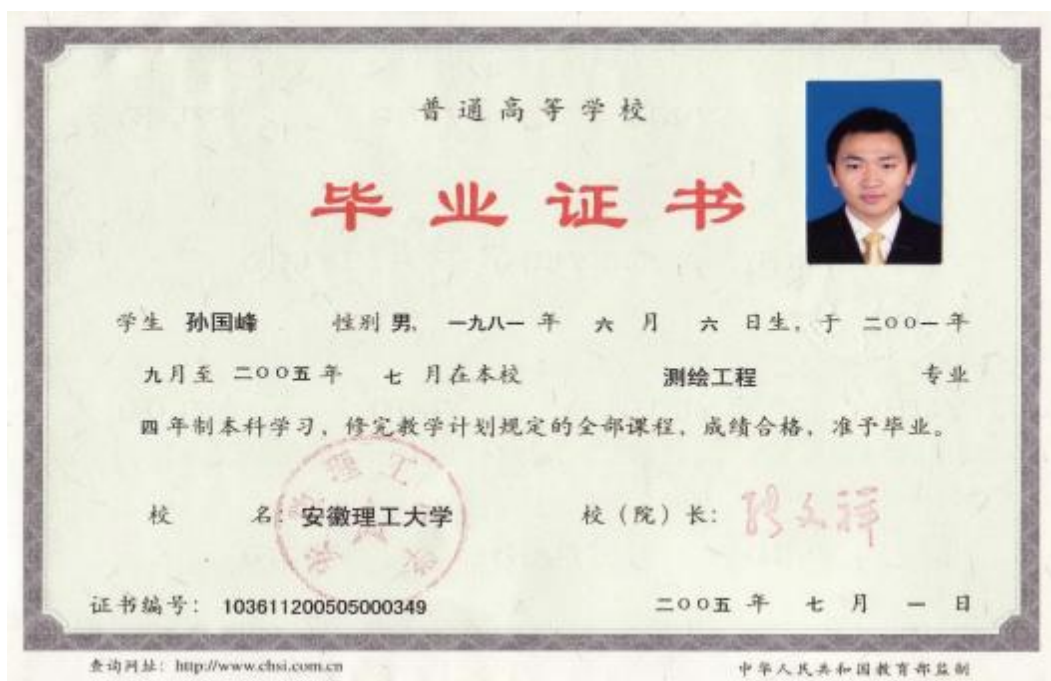 普通高等学校
毕业证书
学生 孙国峰 性别 男, 一九八一 年 六 月 六 日生, 于 二〇〇一 年
九 月至 二〇〇五 年 七 月在本校 测绘工程 专业
四 年制本科学习, 修完教学计划规定的全部课程, 成绩合格, 准予毕业。
校 名: 安徽理工大学 校(院)长:
证书编号: 103611200505000349 二〇〇五 年 七 月 一 日
查询网址: http://www.chsi.com.cn 中华人民共和国教育部监制